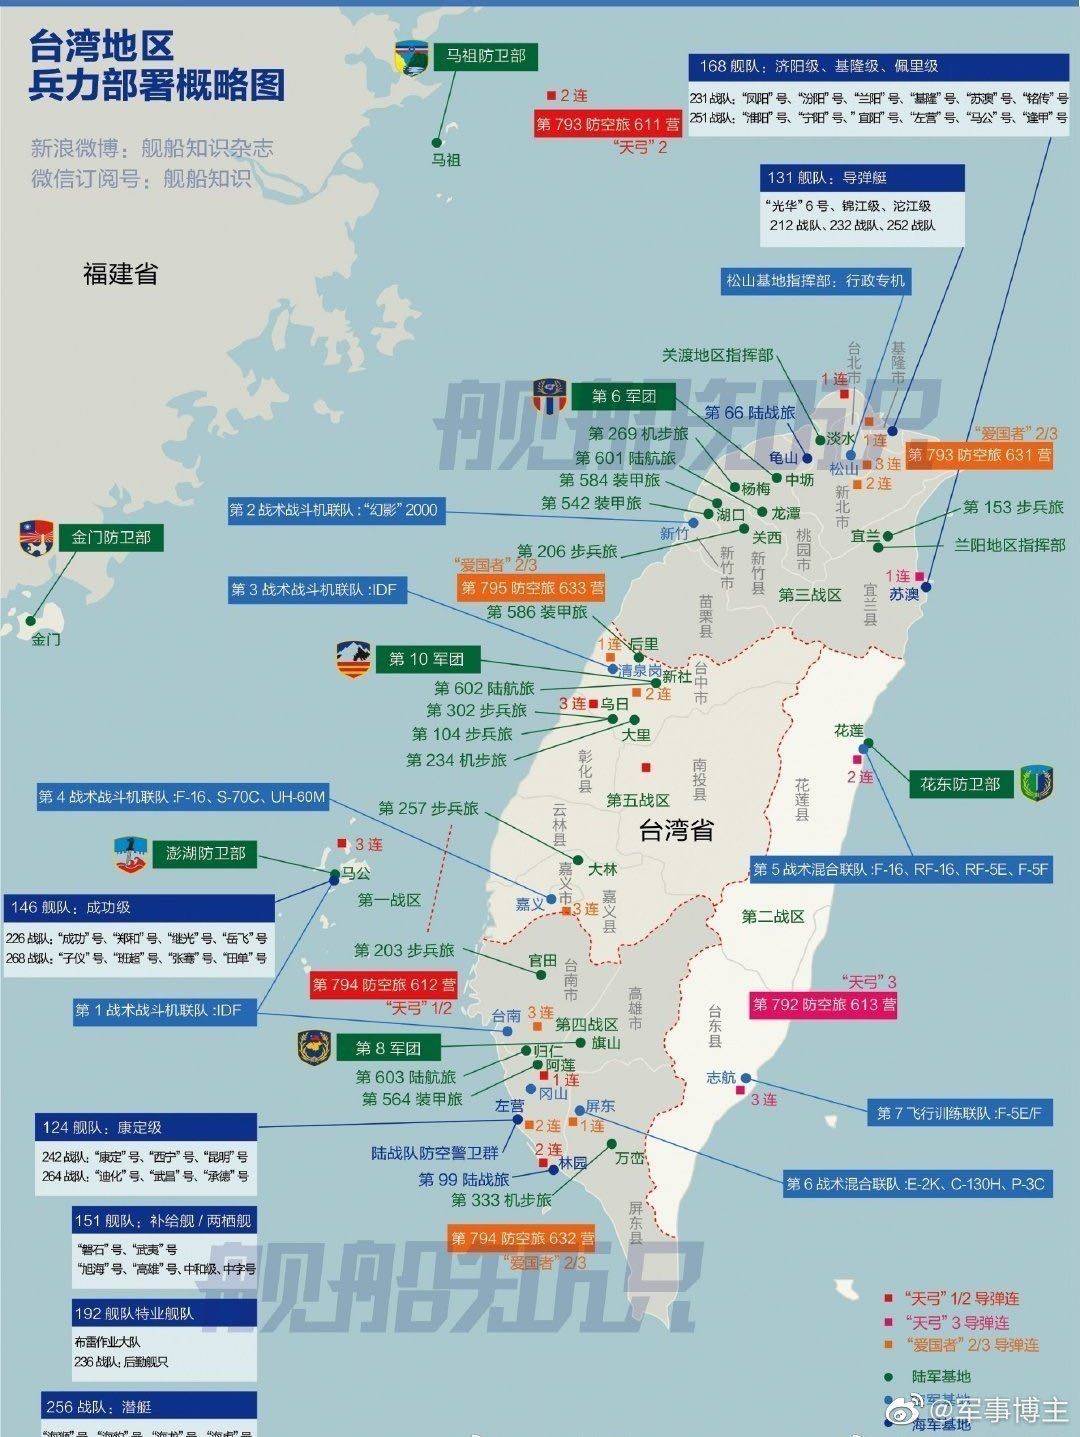 台湾地区
兵力部署概略图
新浪微博：舰船知识杂志
微信订阅号：舰船知识
马祖防卫部
马祖
2 连
第 793 防空旅 611 营
“天弓” 2
168 舰队：济阳级、基隆级、佩里级
231 战队：“凤阳” 号、“汾阳” 号、“兰阳” 号、“基隆” 号、“苏澳” 号、“铭传” 号
251 战队：“淮阳” 号、“宁阳” 号、“宜阳” 号、“左营” 号、“马公” 号、“逢甲” 号
131 舰队：导弹艇
“光华” 6 号、锦江级、沱江级
212 战队、232 战队、252 战队
松山基地指挥部：行政专机
福建省
关渡地区指挥部
台北市
基隆市
1 连
第 6 军团
第 66 陆战旅
淡水
1 连
“爱国者” 2/3
第 793 防空旅 631 营
第 269 机步旅
第 601 陆航旅
龟山
松山
3 连
2 连
第 584 装甲旅
中坜
杨梅
新北市
第 542 装甲旅
湖口
龙潭
第 153 步兵旅
第 2 战术战斗机联队：“幻影” 2000
新竹
关西
桃园市
宜兰
兰阳地区指挥部
第 206 步兵旅
新竹市
新竹县
金门防卫部
金门
“爱国者” 2/3
第 795 防空旅 633 营
第 3 战术战斗机联队 :IDF
1 连
苏澳
第三战区
宜兰县
苗栗县
第 586 装甲旅
1 连
后里
第 10 军团
清泉岗
新社
台中市
第 602 陆航旅
2 连
3 连
乌日
第 302 步兵旅
第 104 步兵旅
大里
第 234 机步旅
花莲
2 连
花东防卫部
彰化县
南投县
花莲县
第 4 战术战斗机联队 :F-16、S-70C、UH-60M
第 257 步兵旅
第五战区
云林县
台湾省
3 连
澎湖防卫部
马公
大林
第 5 战术混合联队：F-16、RF-16、RF-5E、F-5F
第一战区
嘉义市
嘉义县
嘉义
3 连
第二战区
146 舰队：成功级
226 战队：“成功” 号、“郑和” 号、“继光” 号、“岳飞” 号
268 战队：“子仪” 号、“班超” 号、“张骞” 号、“田单” 号
第 203 步兵旅
官田
台南市
第 794 防空旅 612 营
“天弓” 1/2
高雄市
“天弓” 3
第 792 防空旅 613 营
第 1 战术战斗机联队 :IDF
台南
3 连
第四战区
台东县
第 8 军团
旗山
归仁
第 603 陆航旅
阿莲
1 连
第 564 装甲旅
冈山
志航
3 连
左营
屏东
第 7 飞行训练联队：F-5E/F
124 舰队：康定级
2 连
1 连
242 战队：“康定” 号、“西宁” 号、“昆明” 号
264 战队：“迪化” 号、“武昌” 号、“承德” 号
陆战队防空警卫群
2 连
万峦
第 99 陆战旅
林园
第 6 战术混合联队：E-2K、C-130H、P-3C
第 333 机步旅
151 舰队：补给舰 / 两栖舰
“磐石” 号、“武夷” 号
“旭海” 号、“高雄” 号、中和级、中字号
屏东县
第 794 防空旅 632 营
“爱国者” 2/3
舰船知识
舰船知识
192 舰队特业舰队
布雷作业大队
236 战队：后勤舰只
256 战队：潜艇
“海狮” 号、“海豹” 号、“海龙” 号、“海虎” 号
“天弓” 1/2 导弹连
“天弓” 3 导弹连
“爱国者” 2/3 导弹连
陆军基地
海军基地
@军事博主